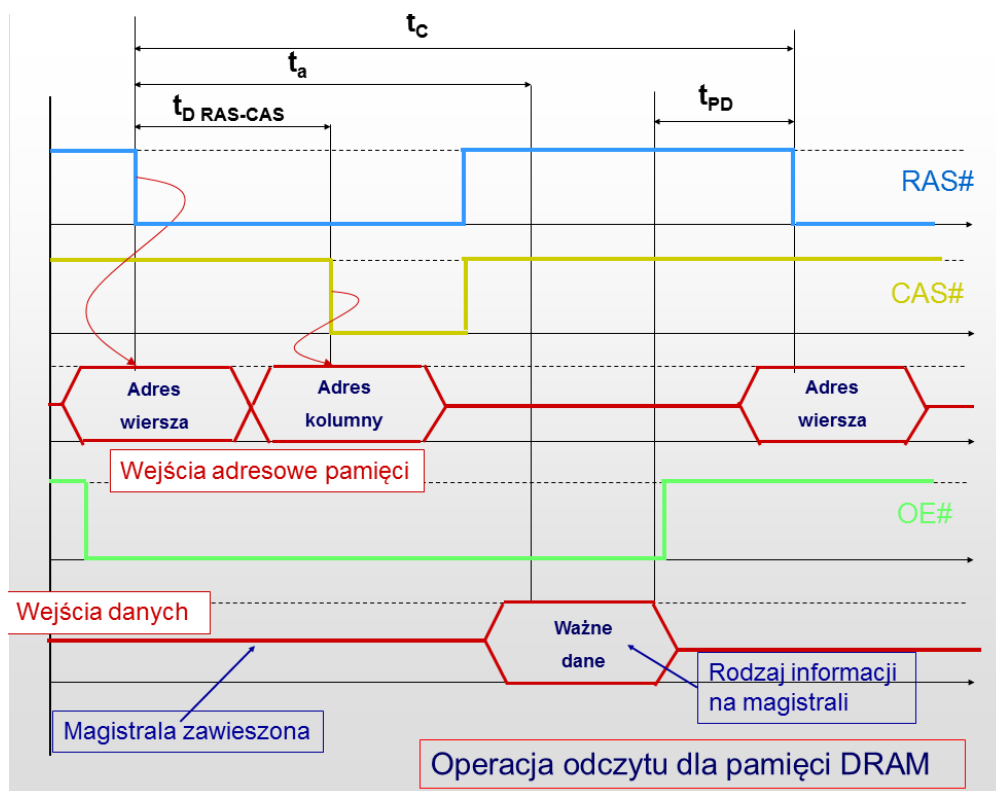 tC
ta
tD RAS-CAS
tPD
RAS#
CAS#
Adres
wiersza
Adres
kolumny
Adres
wiersza
Wejścia adresowe pamięci
OE#
Wejścia danych
Ważne
dane
Rodzaj informacji
na magistrali
Magistrala zawieszona
Operacja odczytu dla pamięci DRAM